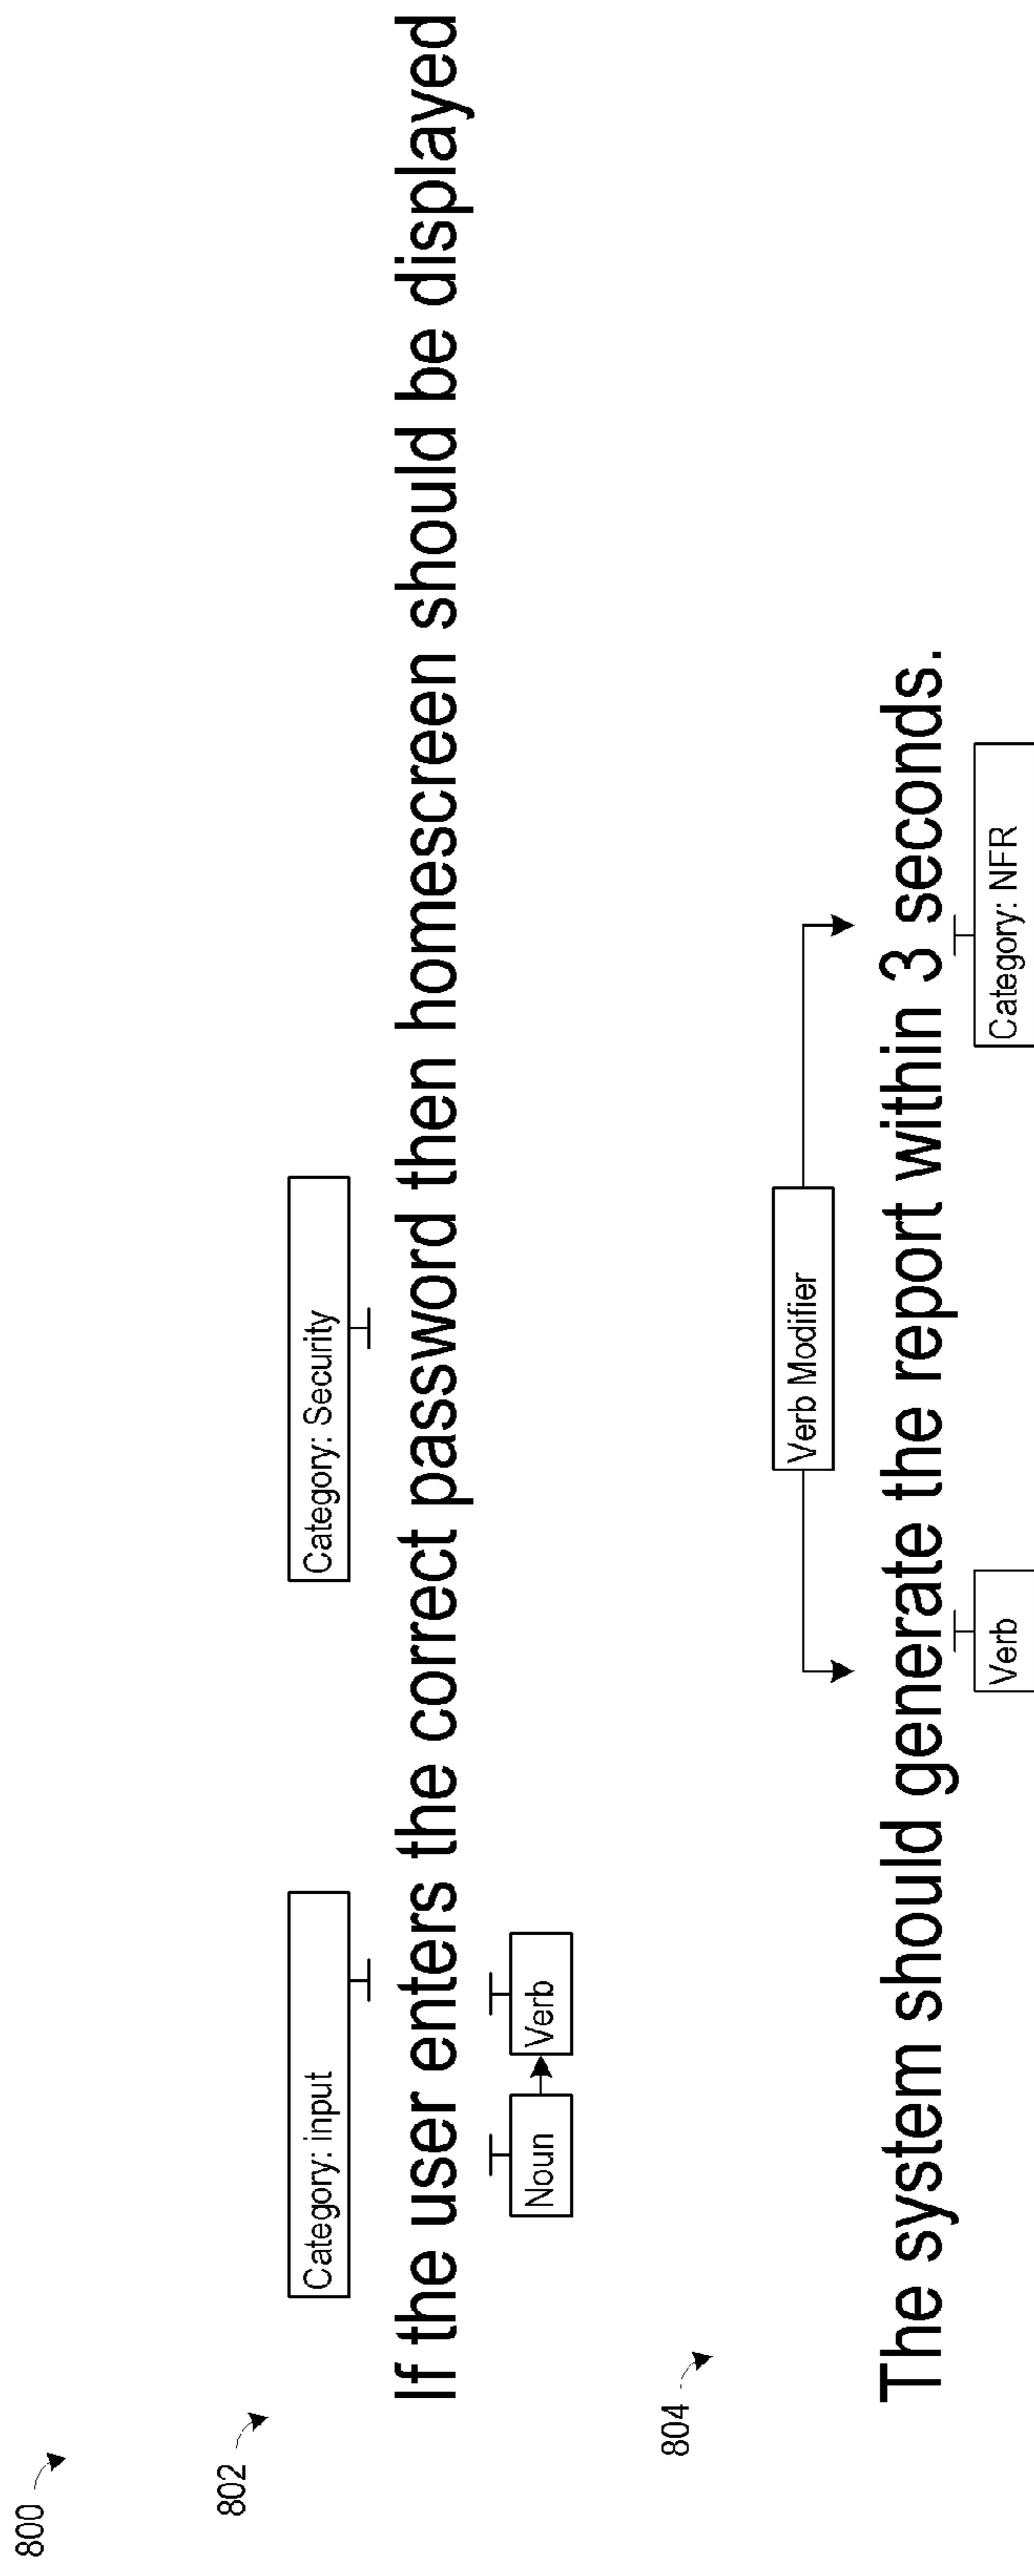 800
802
Category: input
Category: Security
If the user enters the correct password then homescreen should be displayed
Noun
Verb
804
Verb Modifier
The system should generate the report within 3 seconds.
Verb
Category: NFR